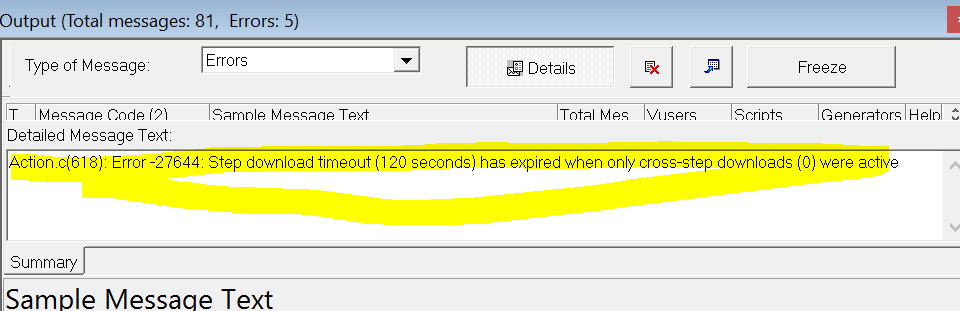 Output (Total messages: 81, Errors: 5)
Type of Message:
Errors
Details
Freeze
T Message Code (2) Sample Message Text Total Mes Vusers Scripts Generators Help
Detailed Message Text:
Action.c(618): Error -27644: Step download timeout (120 seconds) has expired when only cross-step downloads (0) were active
Summary
Sample Message Text